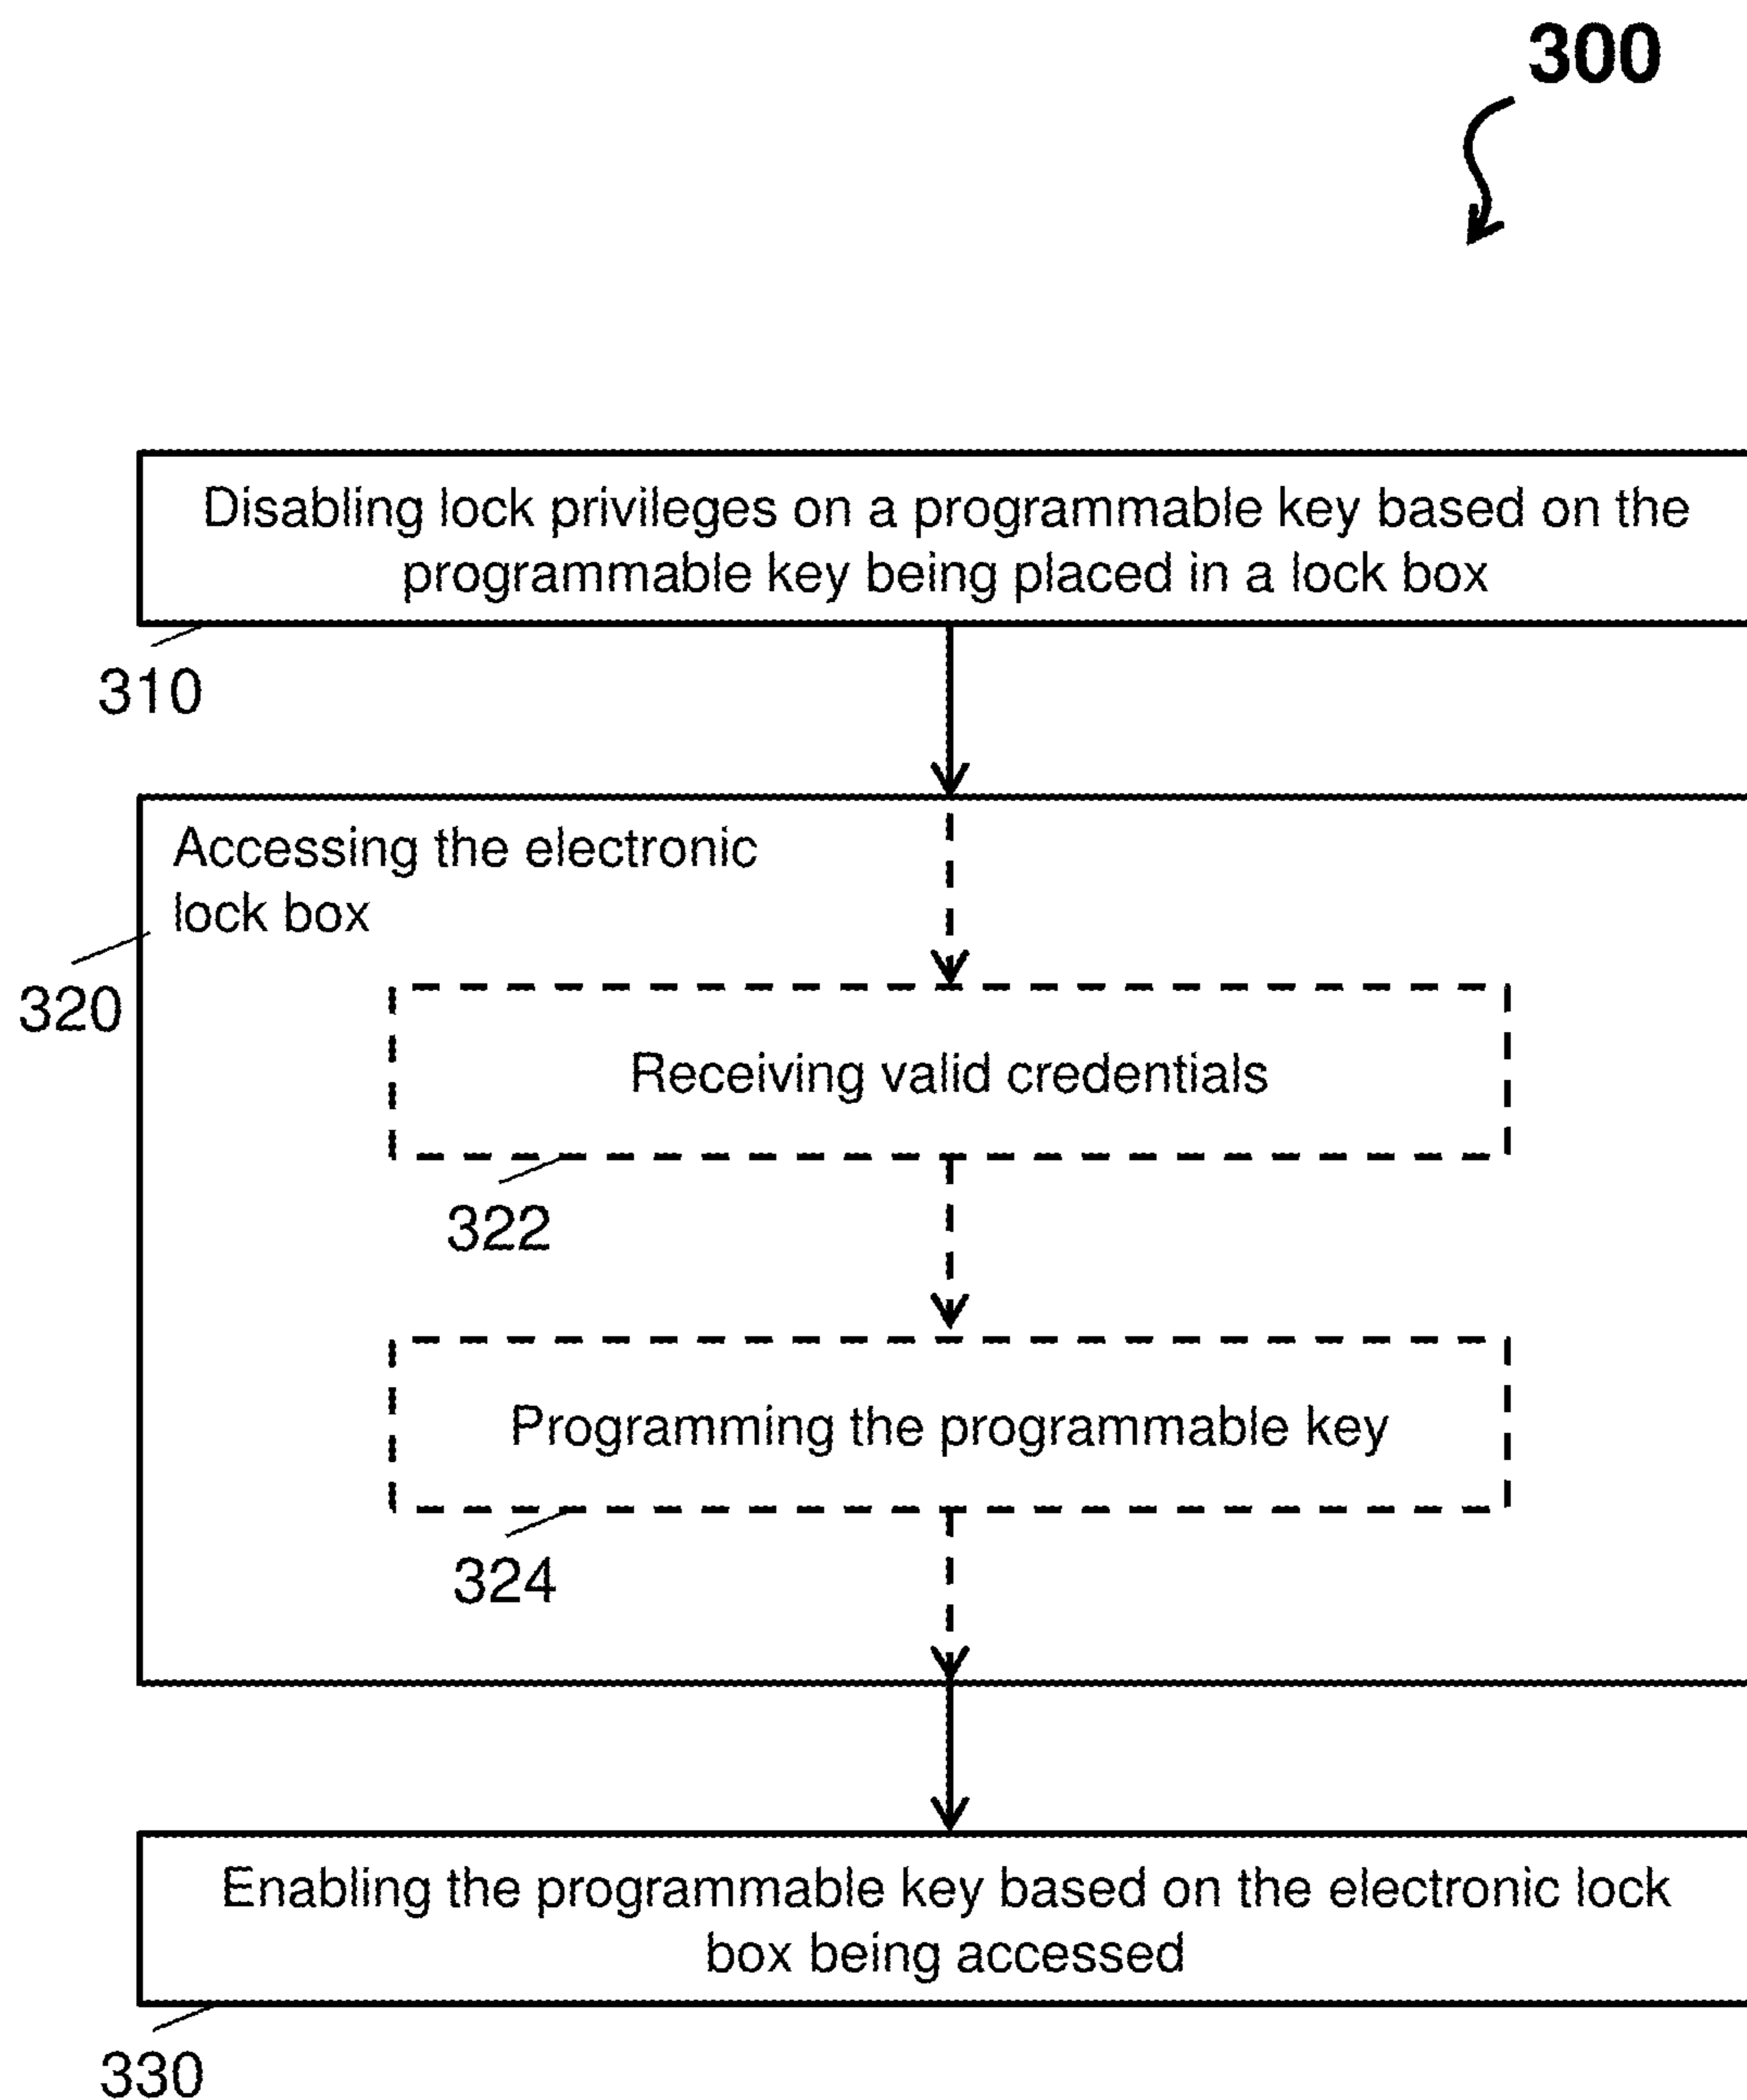 300
Disabling lock privileges on a programmable key based on the
programmable key being placed in a lock box
310
Accessing the electronic
lock box
320
Receiving valid credentials
322
Programming the programmable key
324
Enabling the programmable key based on the electronic lock
box being accessed
330